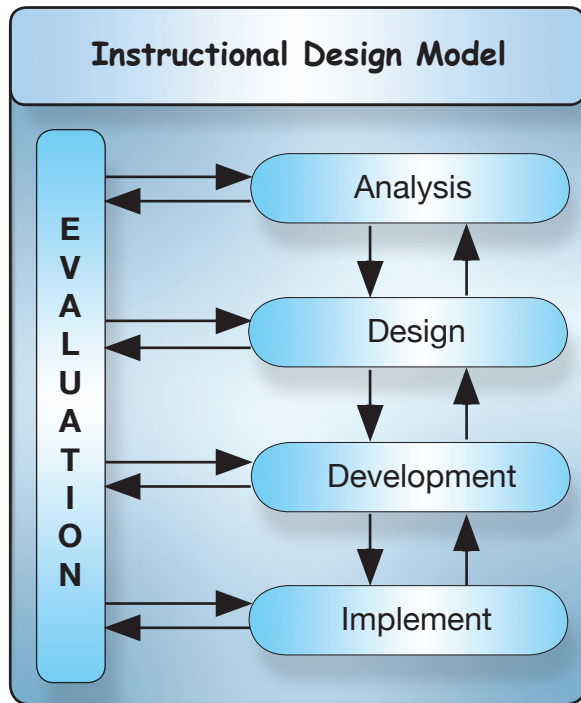 Instructional Design Model
EVALUATION
Analysis
Design
Development
Implement